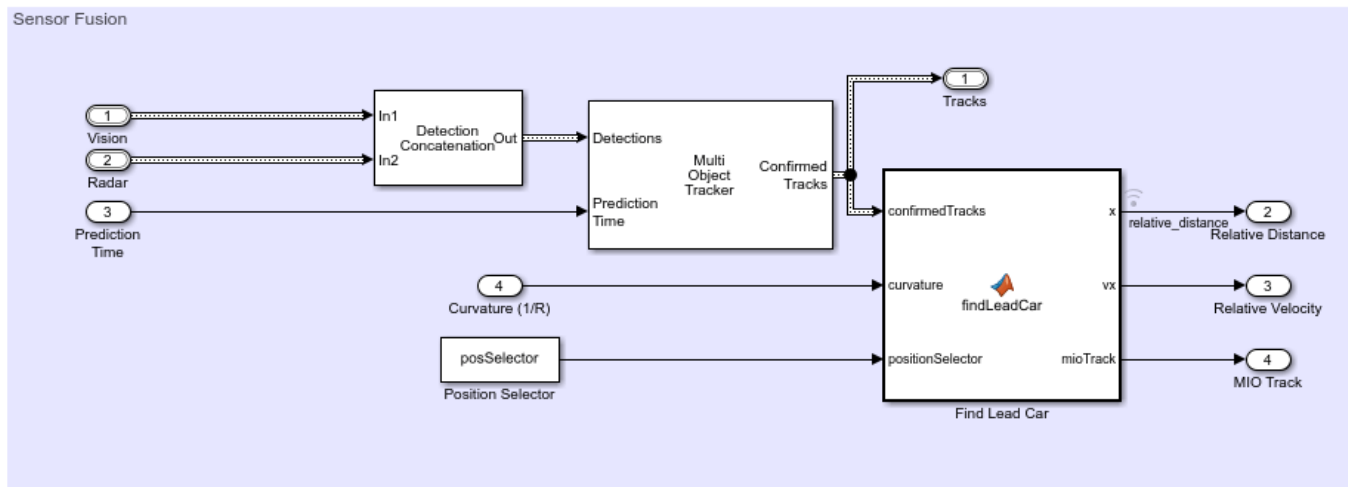 Sensor Fusion
1
Vision
2
Radar
3
Prediction
Time
In1
In2
Detection
Concatenation
Out
Detections
Prediction
Time
Multi
Object
Tracker
Confirmed
Tracks
1
Tracks
4
Curvature (1/R)
posSelector
Position Selector
confirmedTracks
curvature
positionSelector
findLeadCar
x
vx
mioTrack
Find Lead Car
relative_distance
2
Relative Distance
3
Relative Velocity
4
MIO Track